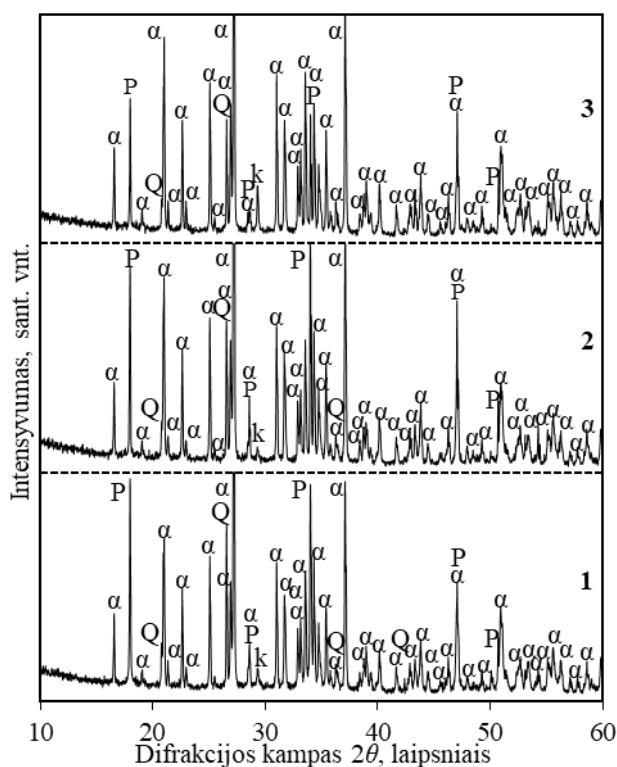 Intensyvumas, sant. vnt.
α α α
α α α α
P Q P P
α α α α
α α k 3
Q α α P α α α α α P α α α α
α α α α α α α α α α α α
P α α P α α
α α P
Q α α
α α α α 2
α α α α
Q α P k α Q α α α α P α α α α
α α α α α α α α α α α α
P α P α
Q
α α α α P
α α α α α α
Q α P k α Q α α Q α P α 1
α α α α α α α α α α α α α
10 20 30 40 50 60
Difrakcijos kampas 2θ, laipsniais